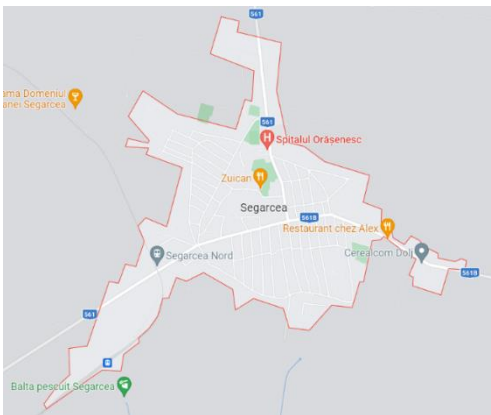 561
ama Domeniul
anei Segarcea
561
Spitalul Orășenesc
Zuican
Segarcea
561B
Restaurant chez Alex
Segarcea Nord
Cerealcom Dolj
561B
561
Balta pescuit Segarcea